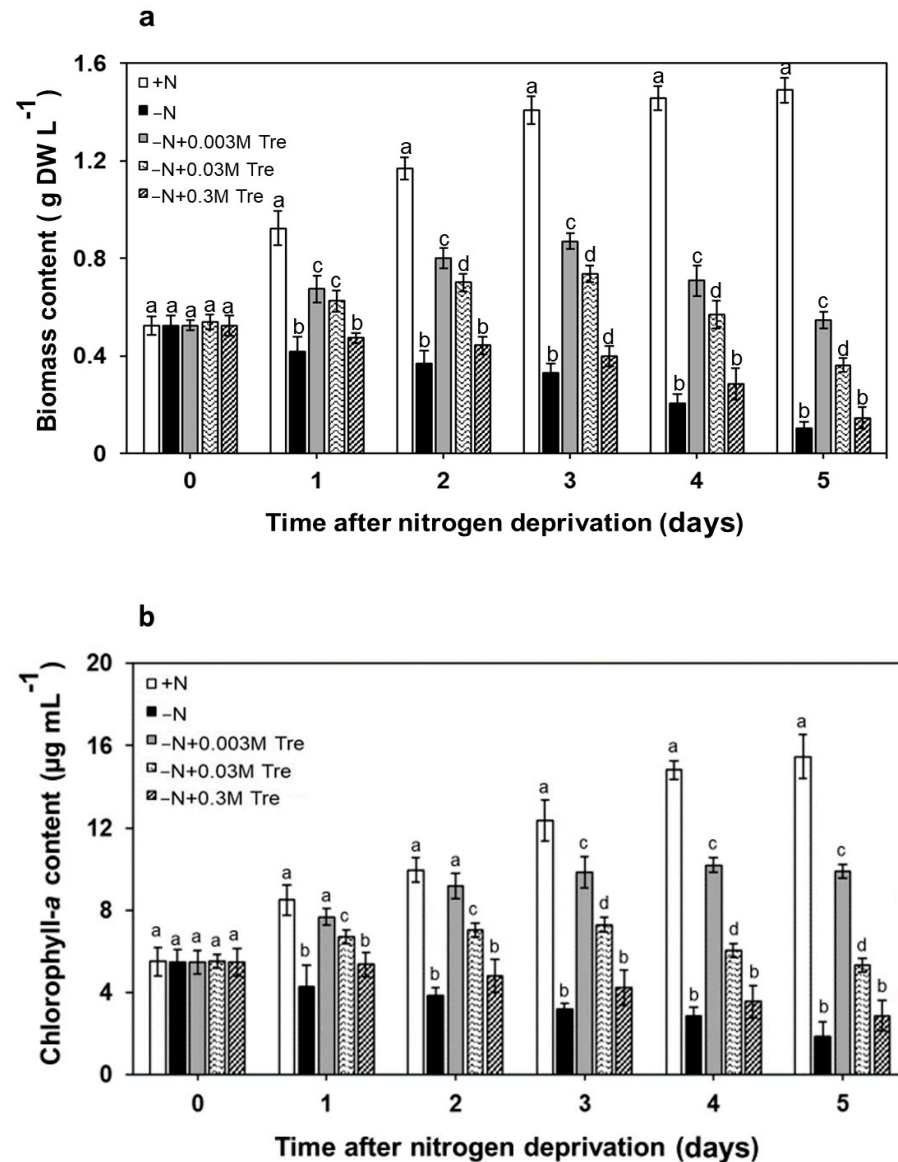 a
Biomass content ( g DW L-1)
1.6
1.2
0.8
0.4
0
+N
−N
−N+0.003M Tre
−N+0.03M Tre
−N+0.3M Tre
a a a a a
a b c c b
a b c d b
a b c d d
a b c d b
a b c d b
0 1 2 3 4 5
Time after nitrogen deprivation (days)
b
Chlorophyll-a content (µg mL-1)
20
16
12
8
4
0
+N
−N
−N+0.003M Tre
−N+0.03M Tre
−N+0.3M Tre
a a a a a
a b a c b
a b a c b
a b c d b
a b c d b
a b c d b
0 1 2 3 4 5
Time after nitrogen deprivation (days)